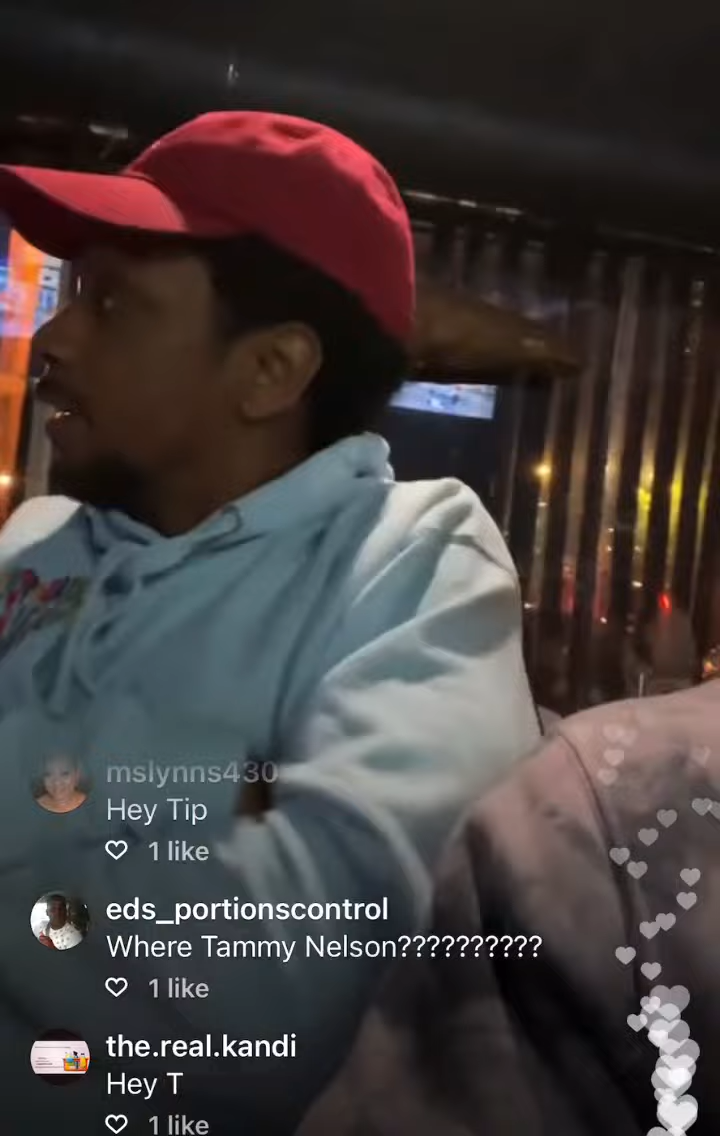 mslynns430
Hey Tip
1 like
eds_portionscontrol
Where Tammy Nelson??????????
1 like
the.real.kandi
Hey T
1 like